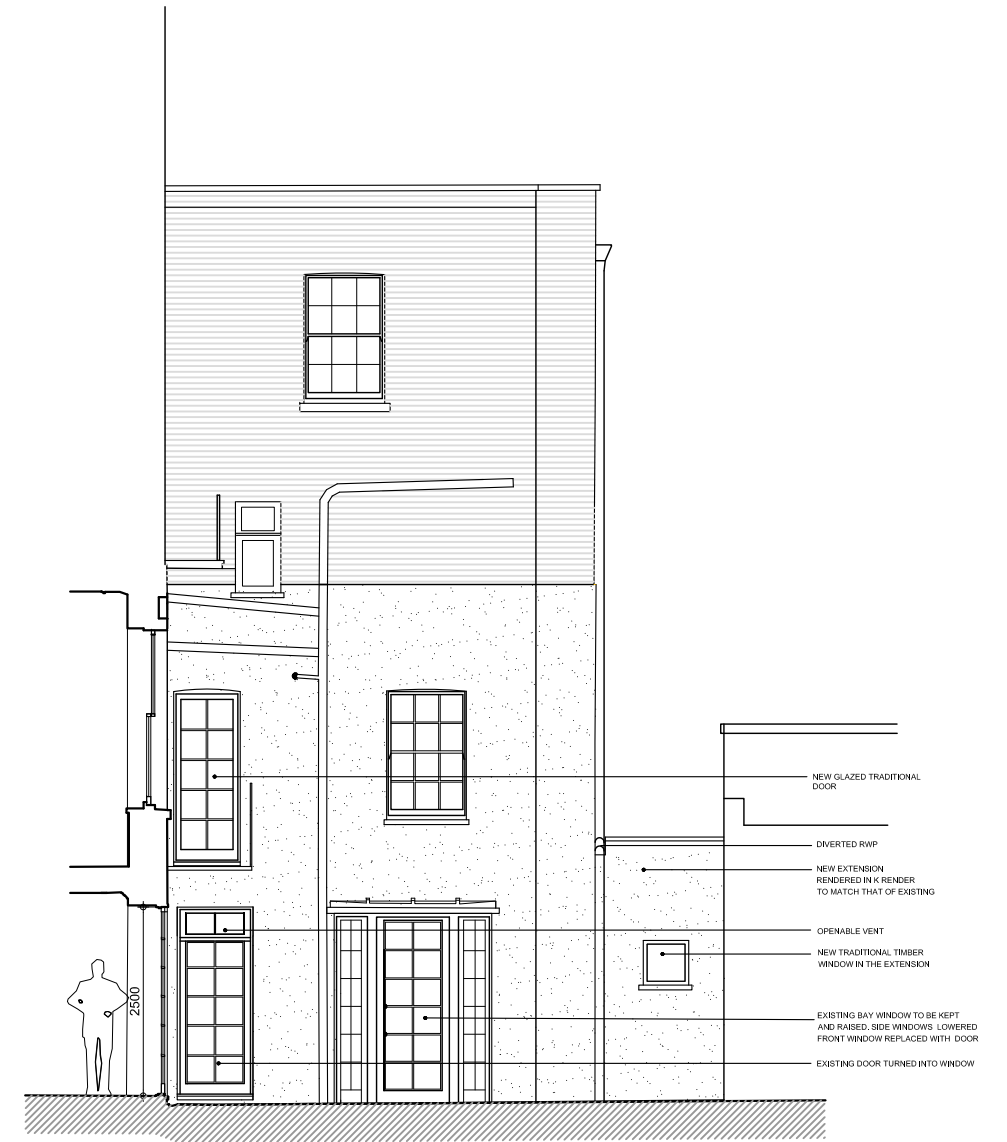 NEW GLAZED TRADITIONAL
DOOR
DIVERTED RWP
NEW EXTENSION
RENDERED IN K RENDER
TO MATCH THAT OF EXISTING
OPENABLE VENT
NEW TRADITIONAL TIMBER
WINDOW IN THE EXTENSION
2500
EXISTING BAY WINDOW TO BE KEPT
AND RAISED. SIDE WINDOWS LOWERED
FRONT WINDOW REPLACED WITH DOOR
EXISTING DOOR TURNED INTO WINDOW